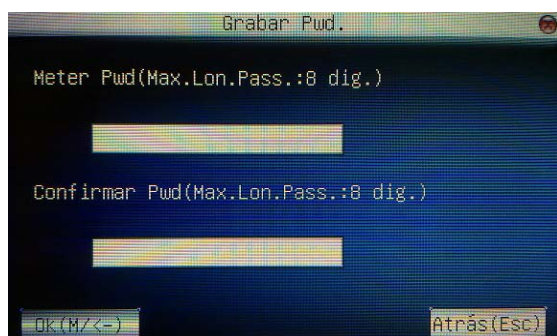 Grabar Pwd.
Meter Pwd(Max.Lon.Pass.:8 dig.)
Confirmar Pwd(Max.Lon.Pass.:8 dig.)
Ok(M/<-) Atrás(Esc)